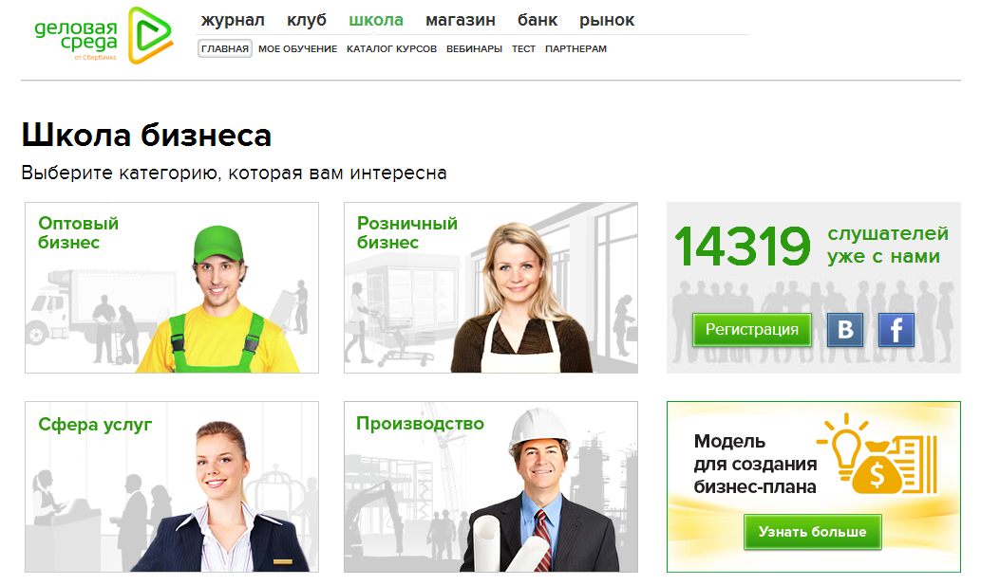 деловая
среда
от Сбербанка
журнал клуб школа магазин банк рынок
ГЛАВНАЯ МОЕ ОБУЧЕНИЕ КАТАЛОГ КУРСОВ ВЕБИНАРЫ ТЕСТ ПАРТНЕРАМ
Школа бизнеса
Выберите категорию, которая вам интересна
Оптовый
бизнес
Розничный
бизнес
14319 слушателей
уже с нами
Регистрация B f
Сфера услуг
Производство
Модель
для создания
бизнес-плана
$
Узнать больше